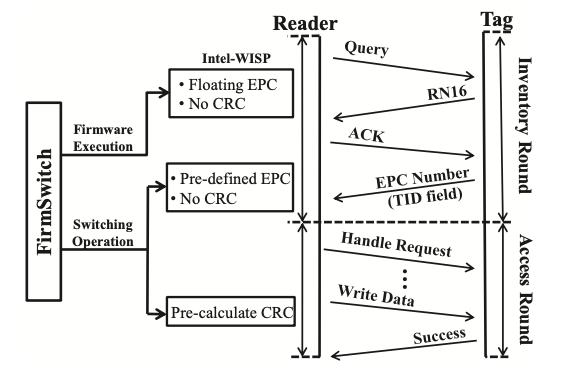 Reader
Tag
Intel-WISP
• Floating EPC
• No CRC
Firmware
Execution
FirmSwitch
• Pre-defined EPC
• No CRC
Switching
Operation
Pre-calculate CRC
Query
RN16
ACK
EPC Number
(TID field)
Handle Request
Write Data
Success
Inventory Round
Access Round